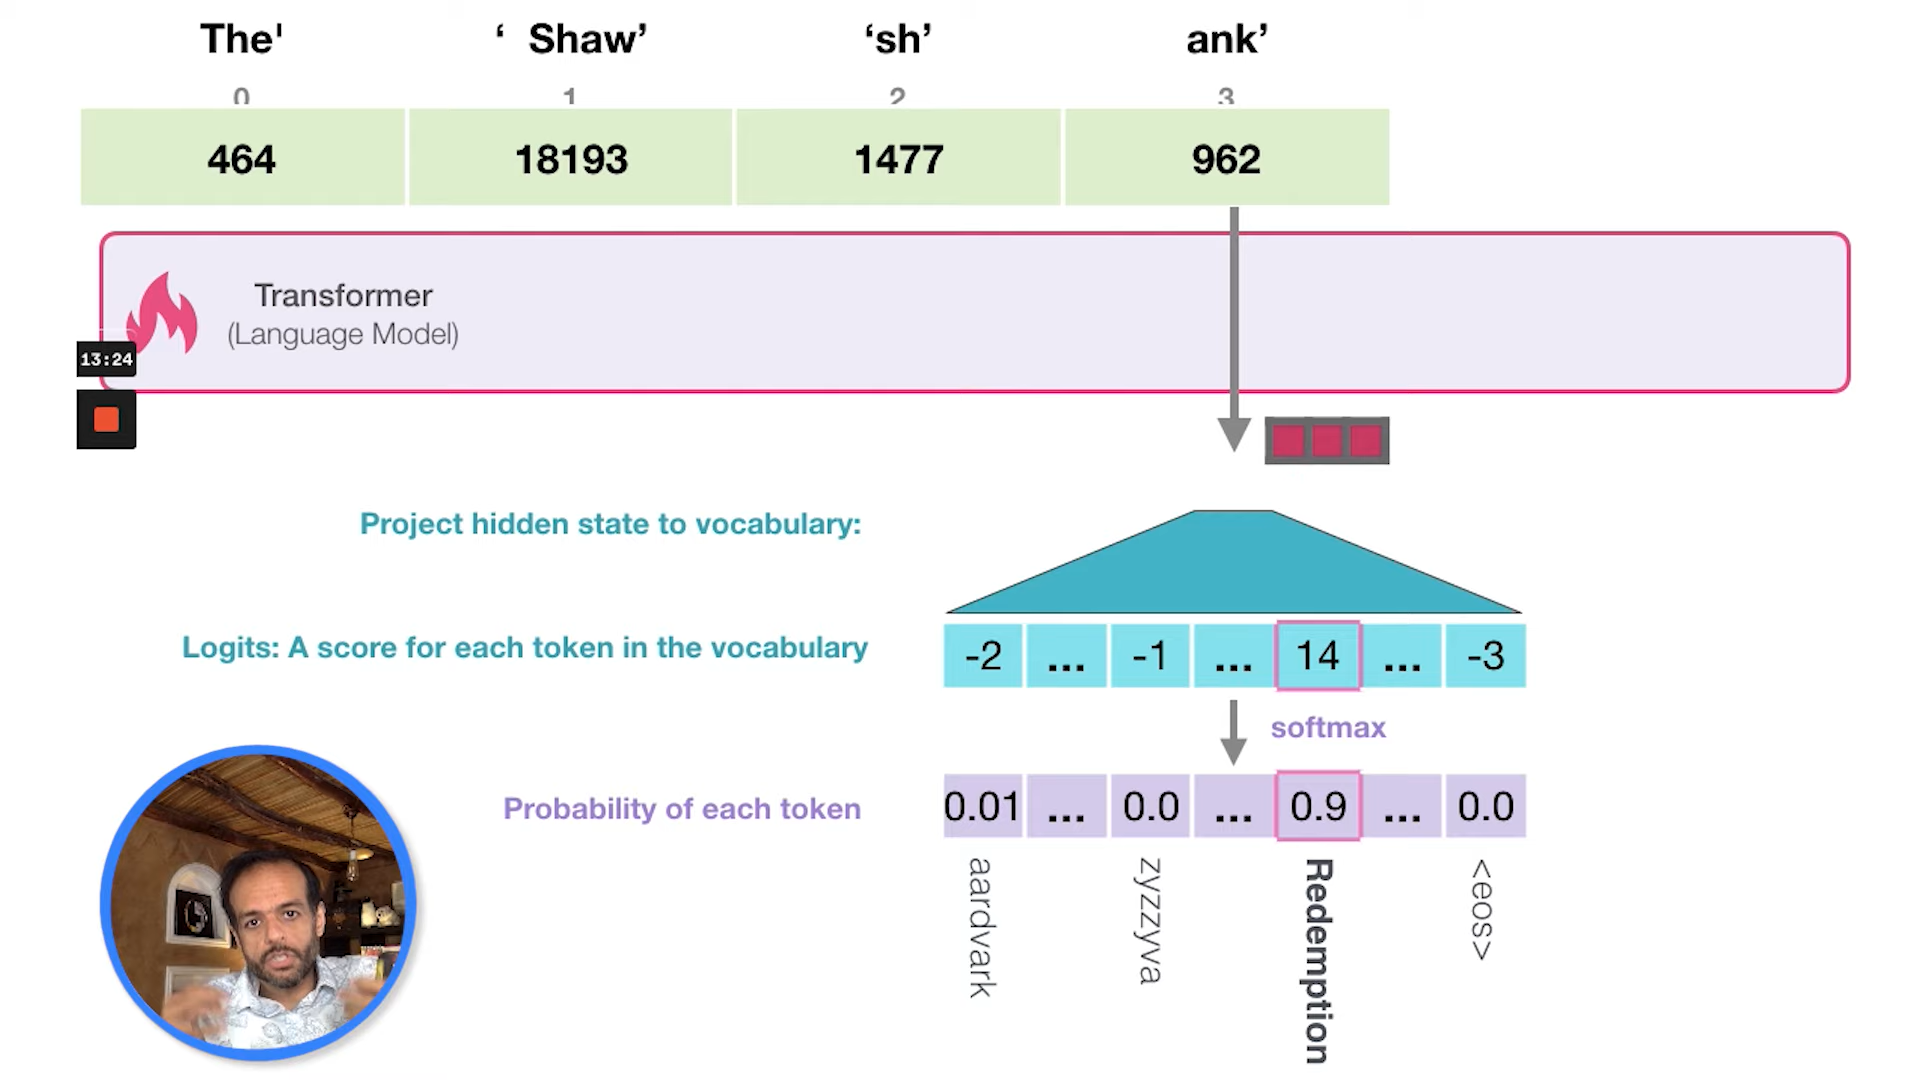 The' ‘ Shaw’ ‘sh’ ank’
0 1 2 3
464 18193 1477 962
Transformer
(Language Model)
13:24
Project hidden state to vocabulary:
Logits: A score for each token in the vocabulary
-2 ... -1 ... 14 ... -3
softmax
Probability of each token
0.01 ... 0.0 ... 0.9 ... 0.0
aardvark
zyzzyva
Redemption
<eos>